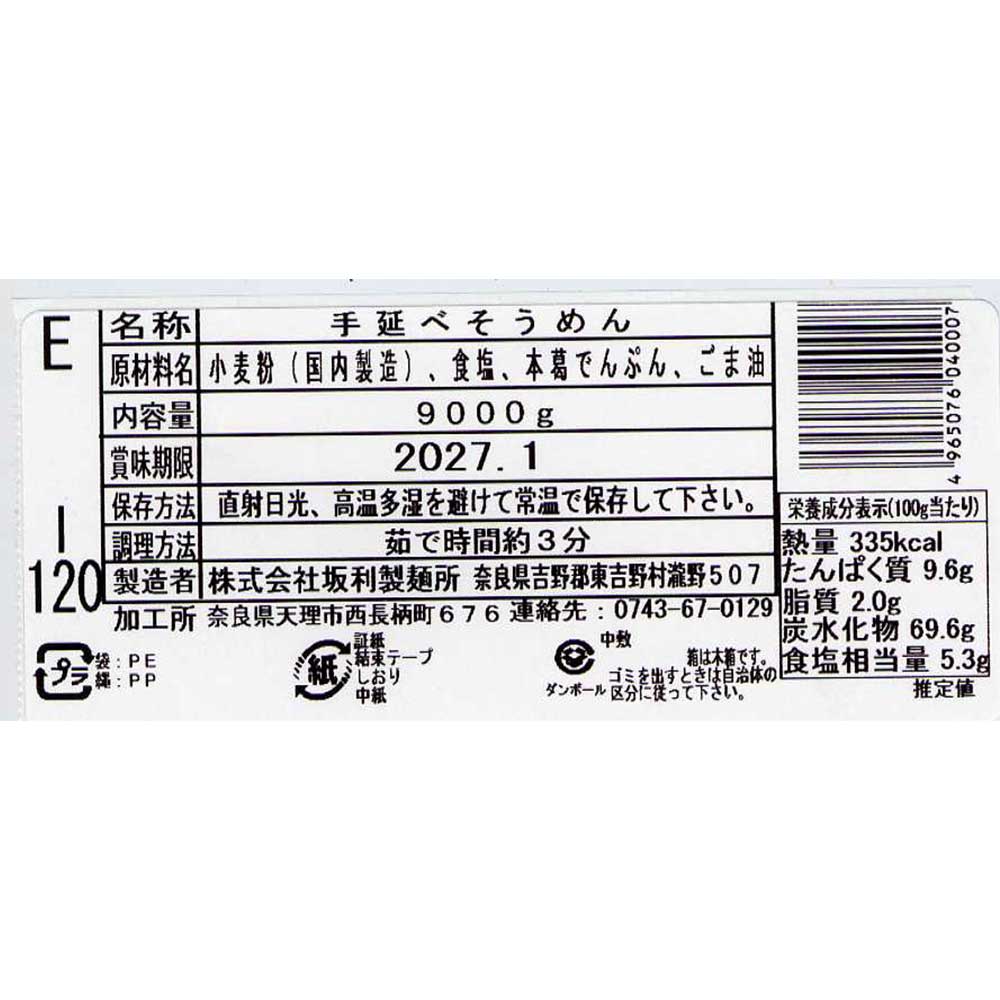 E
I
120
名称 手延べそうめん
原材料名 小麦粉（国内製造）、食塩、本葛でんぷん、ごま油
内容量 9000g
賞味期限 2027.1
保存方法 直射日光、高温多湿を避けて常温で保存して下さい。
調理方法 茹で時間約3分
製造者 株式会社坂利製麺所 奈良県吉野郡東吉野村瀧野507
加工所 奈良県天理市西長柄町676 連絡先：0743-67-0129
プラ
袋：PE
縄：PP
紙
証紙
結束テープ
しおり
中紙
中敷
ダンボール
箱は木箱です。
ゴミを出すときは自治体の
区分に従って下さい。
4 965076 040007
栄養成分表示(100g当たり)
熱量 335kcal
たんぱく質 9.6g
脂質 2.0g
炭水化物 69.6g
食塩相当量 5.3g
推定値